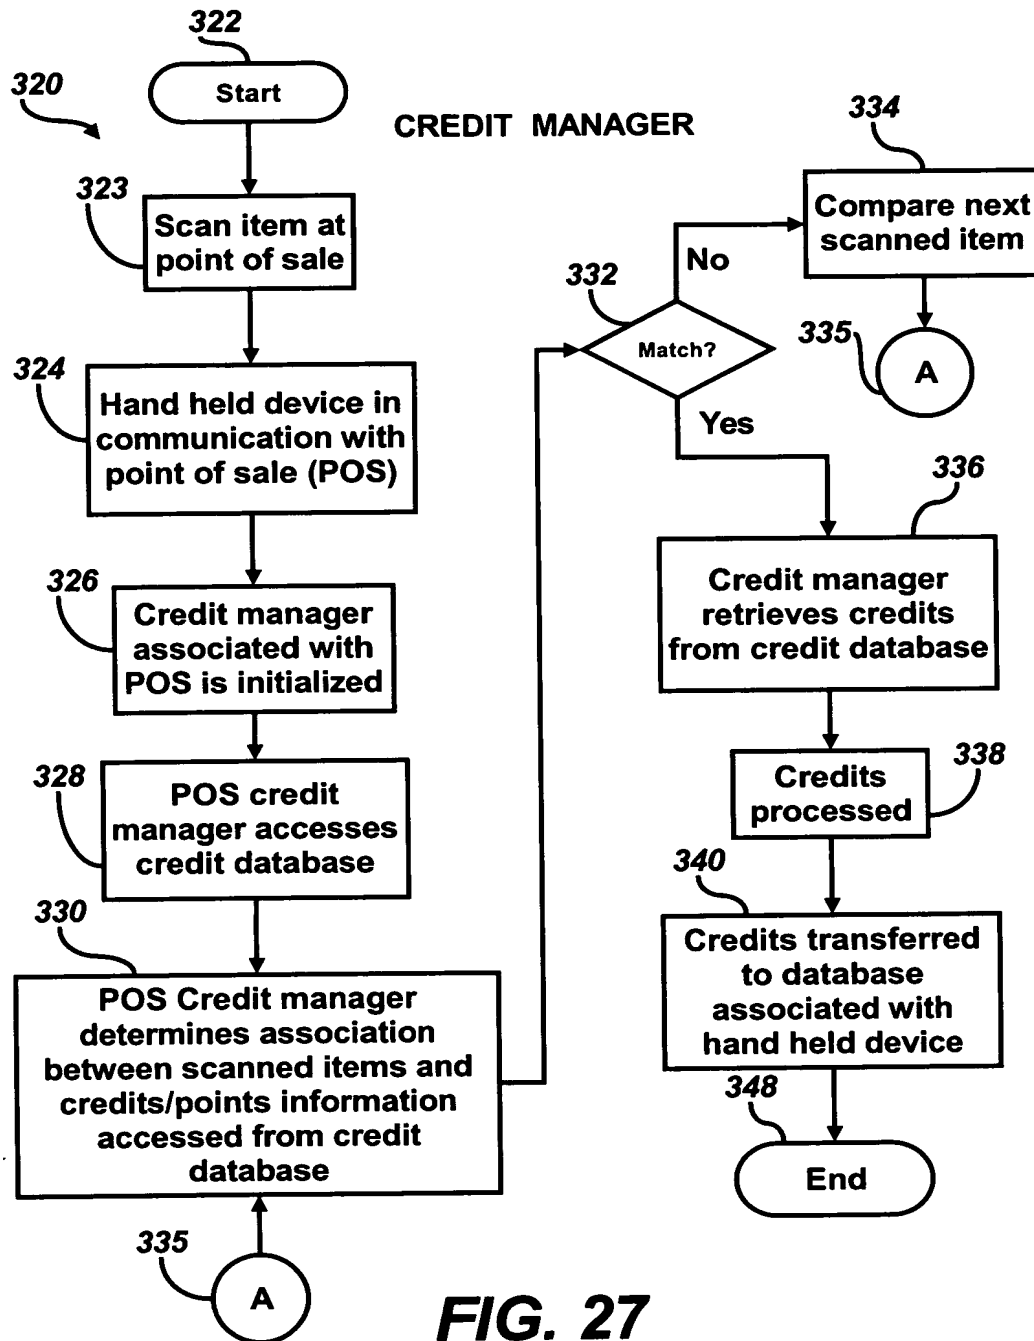 322
Start
320
CREDIT MANAGER
323
Scan item at
point of sale
324
Hand held device in
communication with
point of sale (POS)
326
Credit manager
associated with
POS is initialized
328
POS credit
manager accesses
credit database
330
POS Credit manager
determines association
between scanned items and
credits/points information
accessed from credit
database
335
A
332
Match?
No
Yes
334
Compare next
scanned item
335
A
336
Credit manager
retrieves credits
from credit database
338
Credits
processed
340
Credits transferred
to database
associated with
hand held device
348
End
FIG. 27